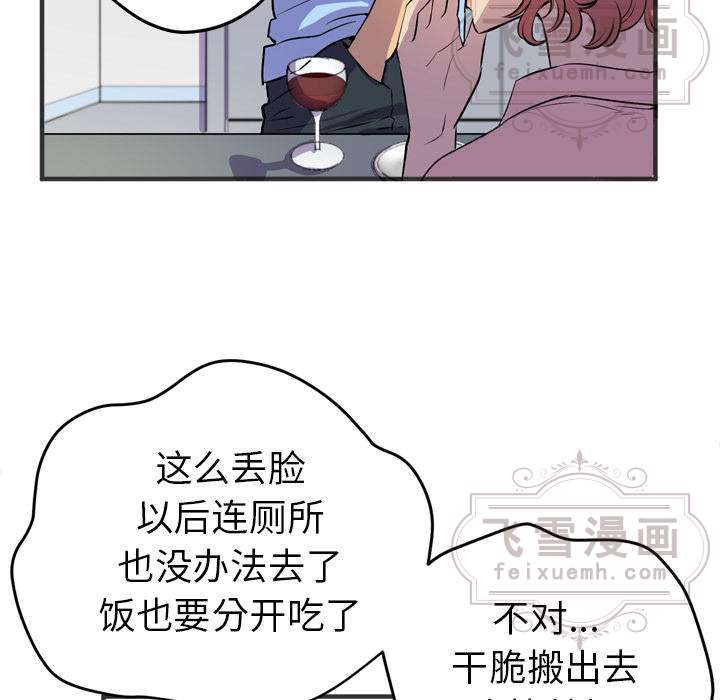 飞雪漫画
feixuemh.com
这么丢脸
以后连厕所
也没办法去了
饭也要分开吃了
飞雪漫画
feixuemh.com
不对...
干脆搬出去